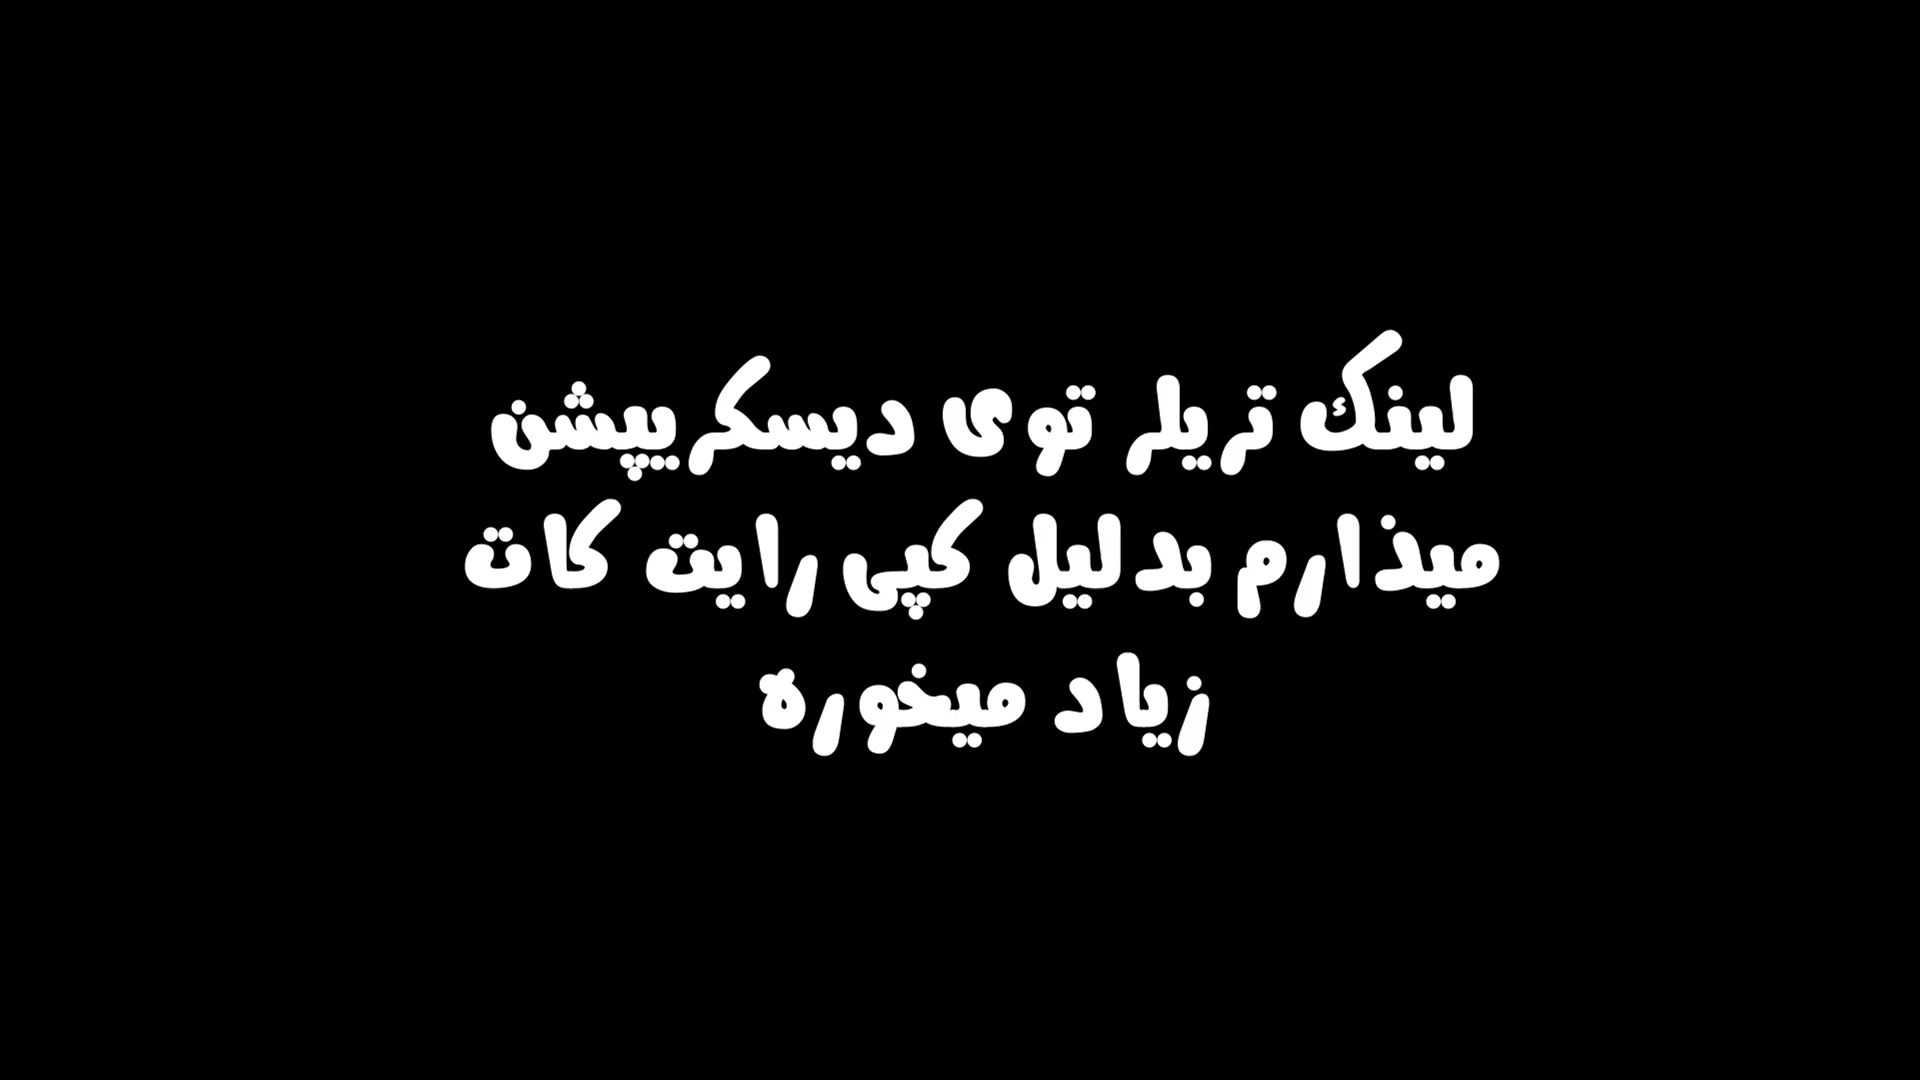 لینک تریلر توی دیسکریپشن
میذارم بدلیل کپی رایت کات
زیاد میخوره